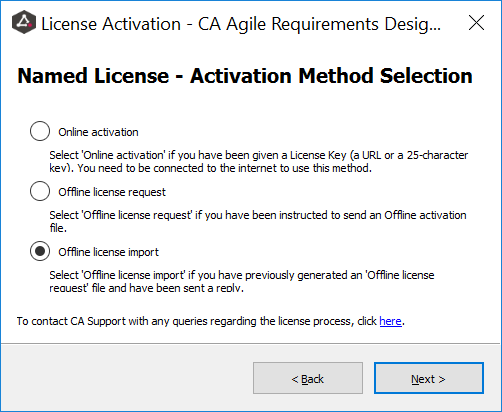 License Activation - CA Agile Requirements Desig...
Named License - Activation Method Selection
Online activation
Select 'Online activation' if you have been given a License Key (a URL or a 25-character
key). You need to be connected to the internet to use this method.
Offline license request
Select 'Offline license request' if you have been instructed to send an Offline activation
file.
Offline license import
Select 'Offline license import' if you have previously generated an 'Offline license
request' file and have been sent a reply.
To contact CA Support with any queries regarding the license process, click here.
< Back
Next >